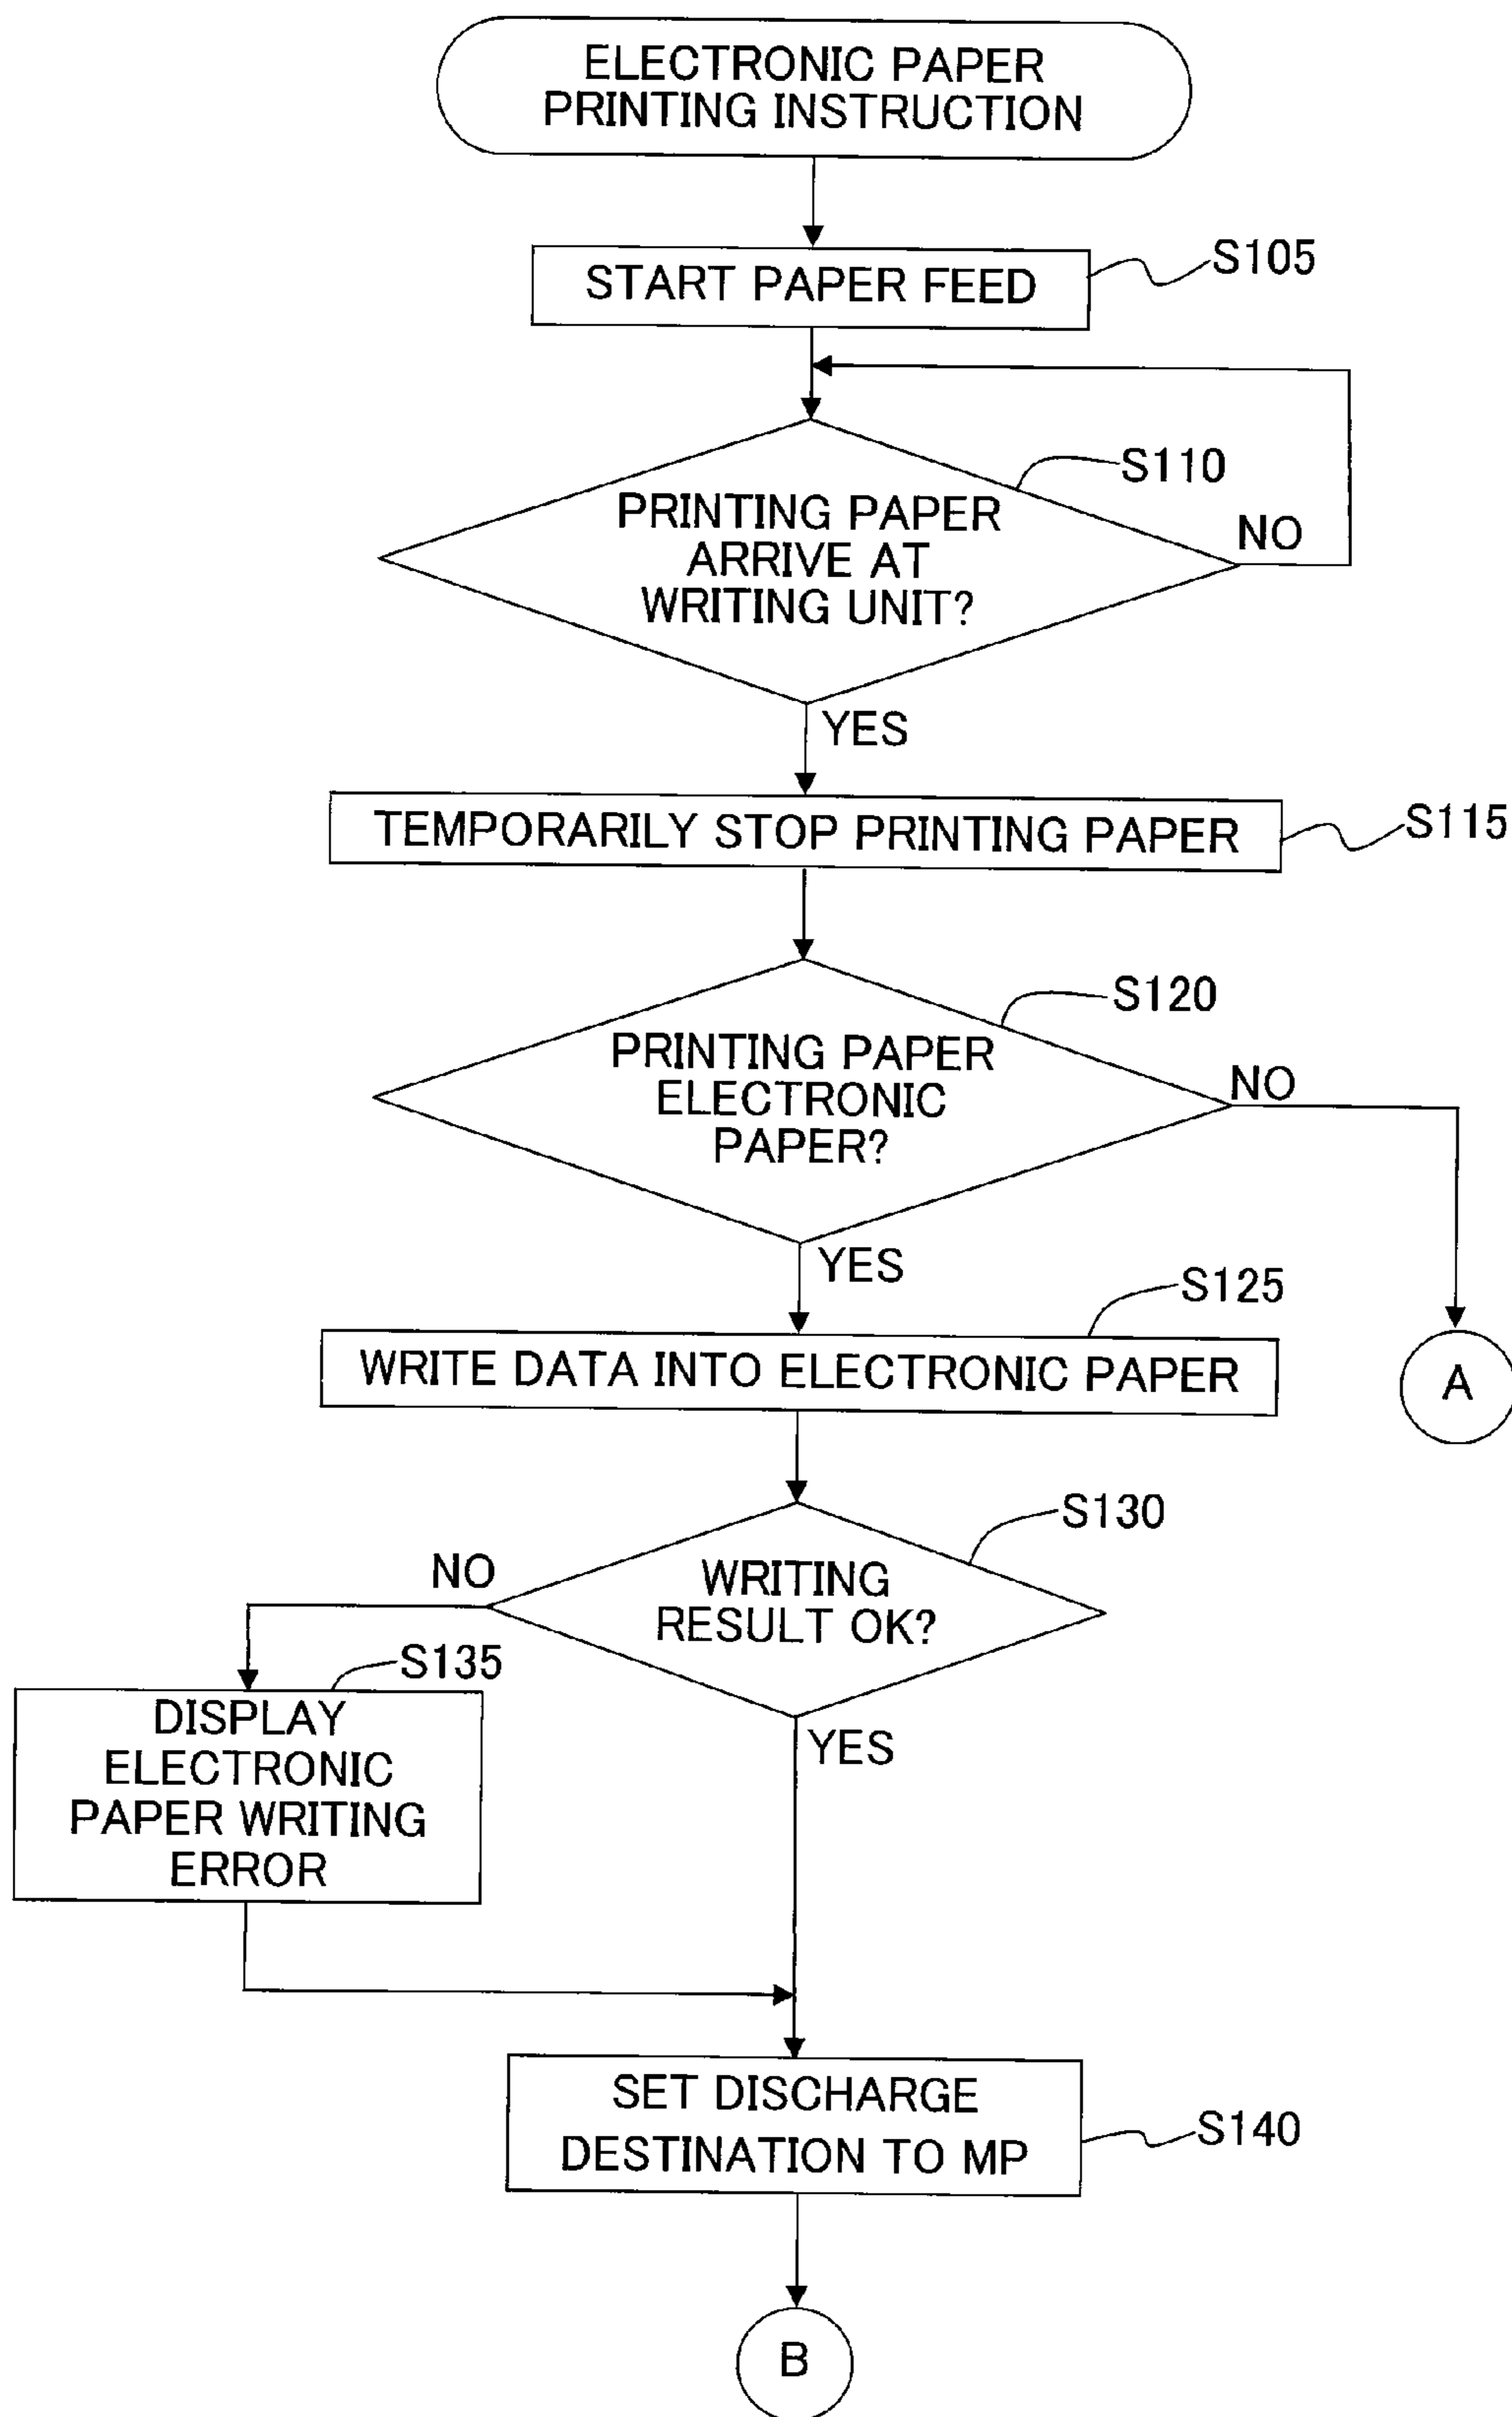 ELECTRONIC PAPER
PRINTING INSTRUCTION
START PAPER FEED
S105
S110
PRINTING PAPER
ARRIVE AT
WRITING UNIT?
NO
YES
TEMPORARILY STOP PRINTING PAPER
S115
S120
PRINTING PAPER
ELECTRONIC
PAPER?
NO
YES
S125
WRITE DATA INTO ELECTRONIC PAPER
A
S130
NO
WRITING
RESULT OK?
S135
YES
DISPLAY
ELECTRONIC
PAPER WRITING
ERROR
SET DISCHARGE
DESTINATION TO MP
S140
B